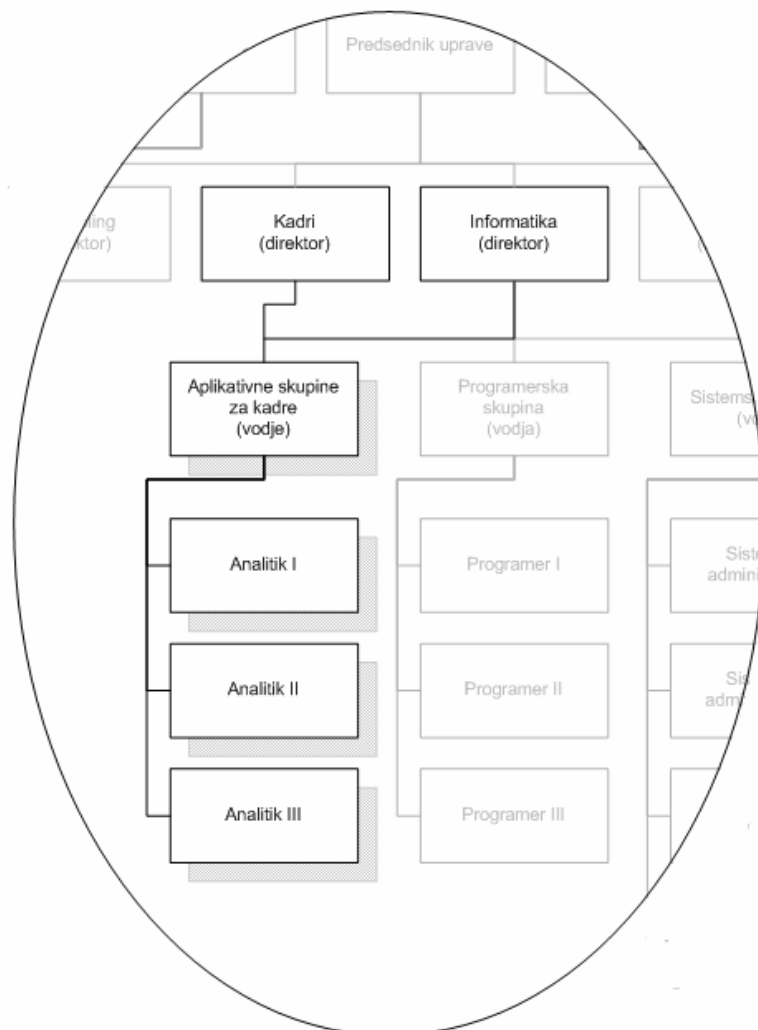 Predsednik uprave
Kadri
(direktor)
Informatika
(direktor)
Aplikativne skupine
za kadre
(vodje)
Programerska
skupina
(vodja)
Analitik I
Programer I
Analitik II
Programer II
Analitik III
Programer III